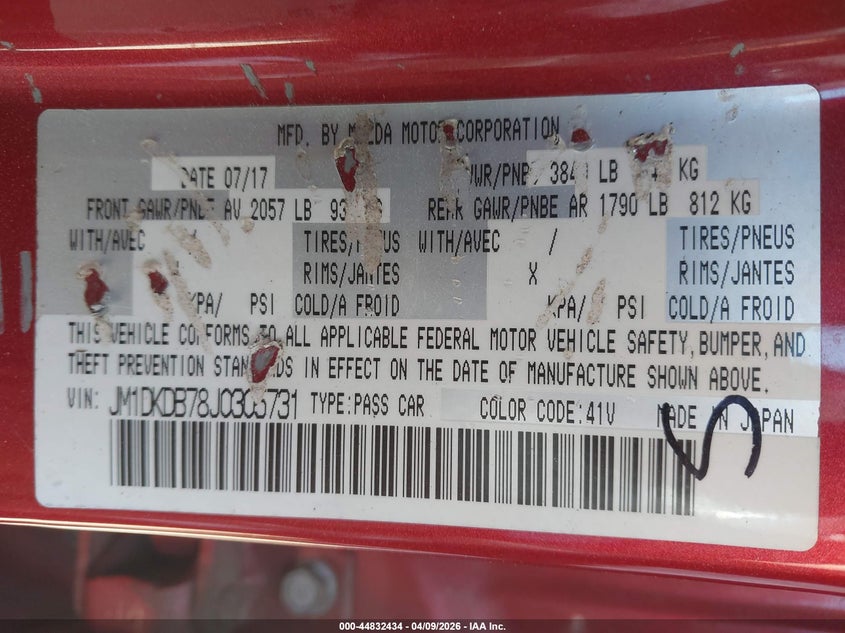 MFD. BY MAZDA MOTOR CORPORATION
DATE 07/17 LB KG
FRONT GAWR/PNBE AV 2057 LB REAR GAWR/PNBE AR 1790 LB 812 KG
WITH/AVEC / TIRES/PNEUS WITH/AVEC / TIRES/PNEUS
RIMS/JANTES X RIMS/JANTES
KPA/ PSI COLD/A FROID KPA/ PSI COLD/A FROID
THIS VEHICLE CONFORMS TO ALL APPLICABLE FEDERAL MOTOR VEHICLE SAFETY, BUMPER, AND
THEFT PREVENTION STANDARDS IN EFFECT ON THE DATE OF MANUFACTURE SHOWN ABOVE.
VIN: TYPE:PASS CAR COLOR CODE:41V MADE IN JAPAN
000-44832434 - 04/09/2026 - IAA Inc.